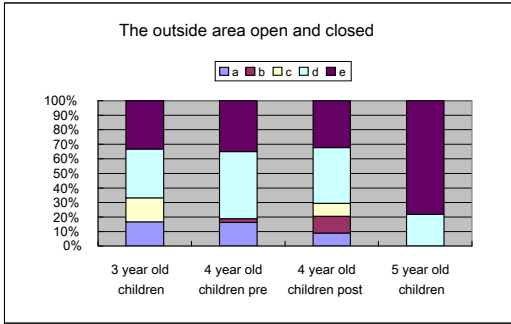 The outside area open and closed
a b c d e
100%
90%
80%
70%
60%
50%
40%
30%
20%
10%
0%
3 year old children
4 year old children pre
4 year old children post
5 year old children